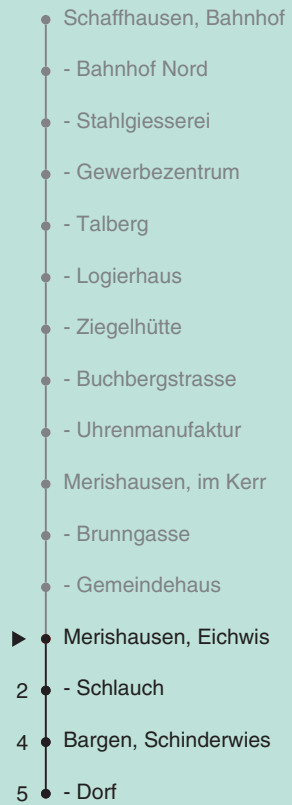 Schaffhausen, Bahnhof
- Bahnhof Nord
- Stahlgiesserei
- Gewerbezentrum
- Talberg
- Logierhaus
- Ziegelhütte
- Buchbergstrasse
- Uhrenmanufaktur
Merishausen, im Kerr
- Brunngasse
- Gemeindehaus
Merishausen, Eichwis
2 - Schlauch
4 Bargen, Schinderwies
5 - Dorf